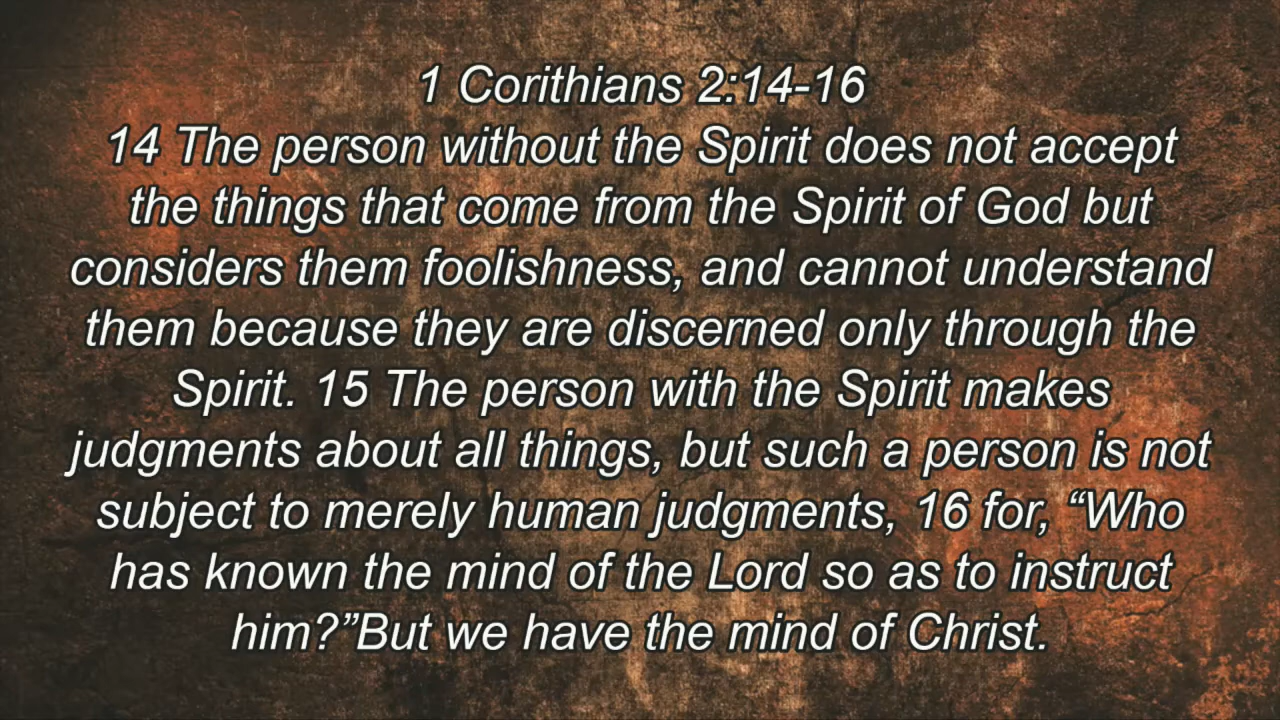 1 Corithians 2:14-16
14 The person without the Spirit does not accept
the things that come from the Spirit of God but
considers them foolishness, and cannot understand
them because they are discerned only through the
Spirit. 15 The person with the Spirit makes
judgments about all things, but such a person is not
subject to merely human judgments, 16 for, “Who
has known the mind of the Lord so as to instruct
him?”But we have the mind of Christ.